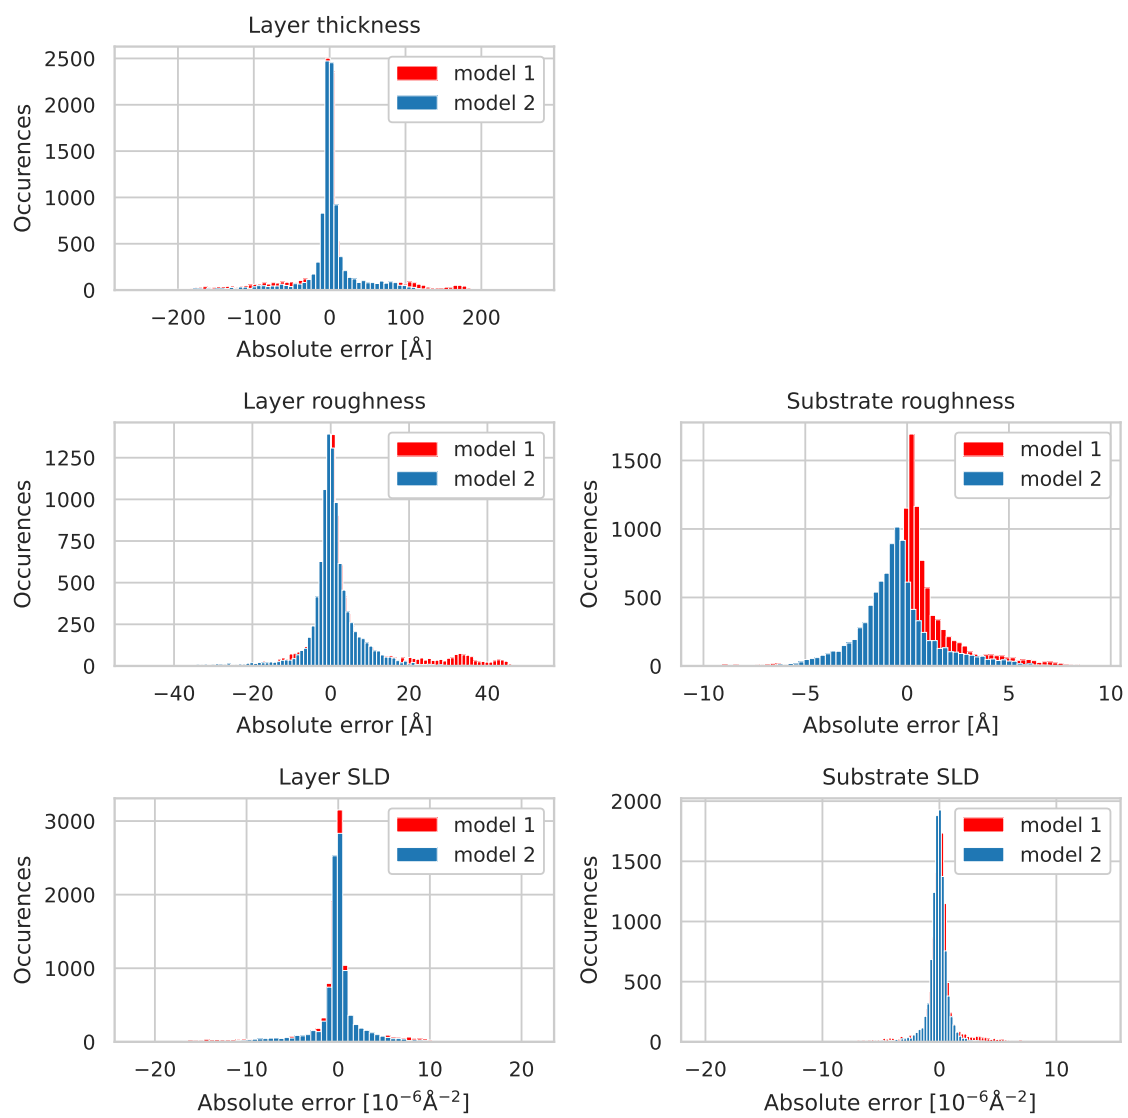 Layer thickness
Occurences
2500
2000
1500
1000
500
0
model 1
model 2
−200 −100 0 100 200
Absolute error [Å]
Layer roughness
Occurences
1250
1000
750
500
250
0
model 1
model 2
−40 −20 0 20 40
Absolute error [Å]
Substrate roughness
Occurences
1500
1000
500
0
model 1
model 2
−10 −5 0 5 10
Absolute error [Å]
Layer SLD
Occurences
3000
2000
1000
0
model 1
model 2
−20 −10 0 10 20
Absolute error [10⁻⁶Å⁻²]
Substrate SLD
Occurences
2000
1500
1000
500
0
model 1
model 2
−20 −10 0 10
Absolute error [10⁻⁶Å⁻²]